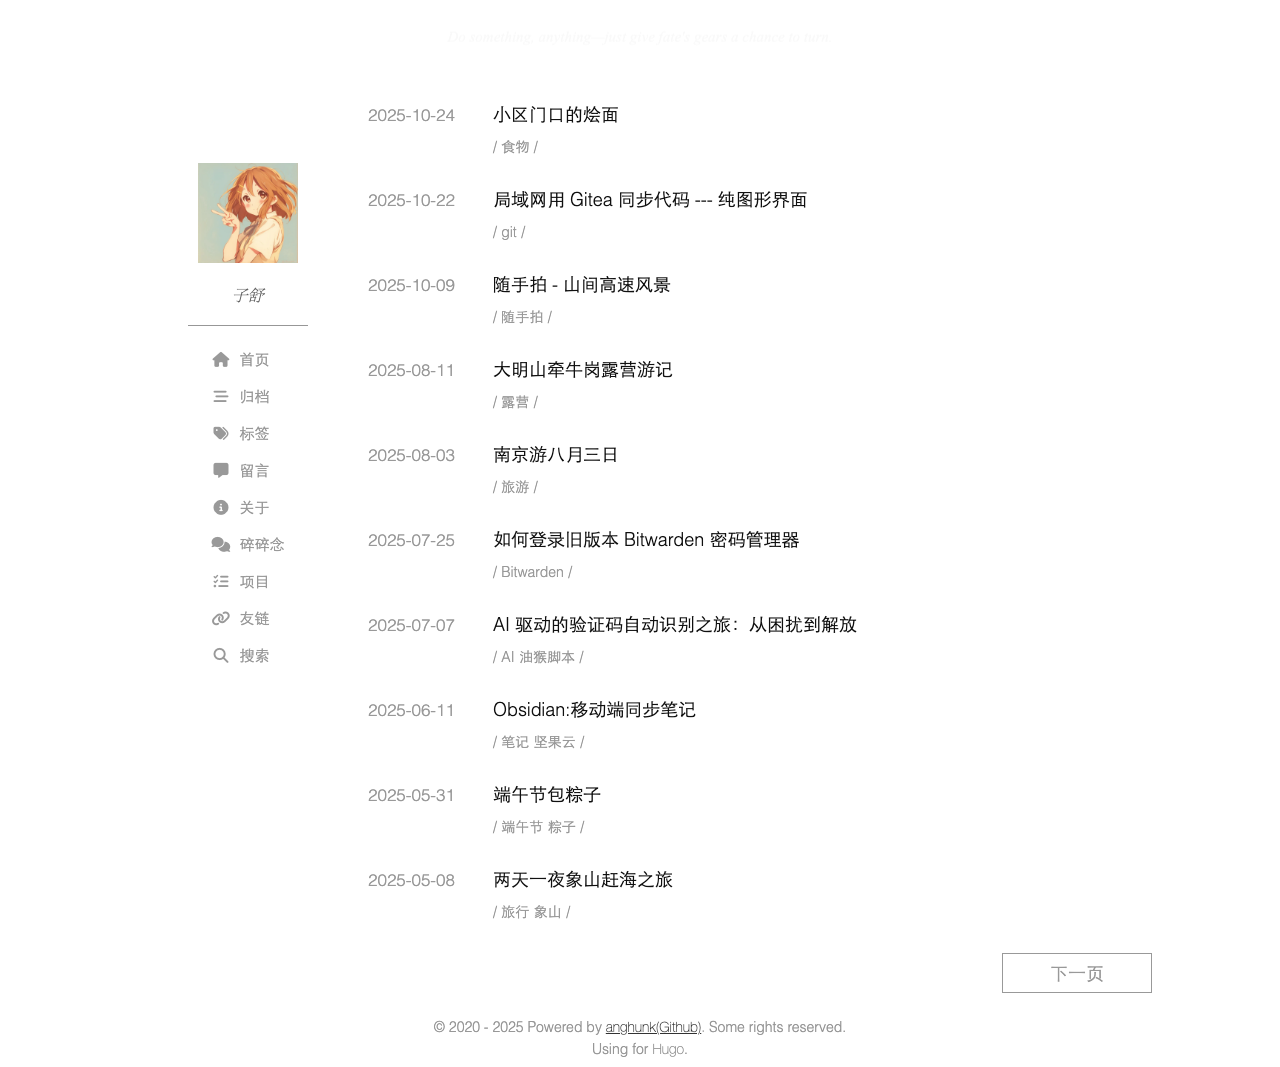 Do something, anything—just give fate's gears a chance to turn.
子舒
首页
归档
标签
留言
关于
碎碎念
项目
友链
搜索
2025-10-24 小区门口的烩面
/ 食物 /
2025-10-22 局域网用 Gitea 同步代码 --- 纯图形界面
/ git /
2025-10-09 随手拍 - 山间高速风景
/ 随手拍 /
2025-08-11 大明山牵牛岗露营游记
/ 露营 /
2025-08-03 南京游八月三日
/ 旅游 /
2025-07-25 如何登录旧版本 Bitwarden 密码管理器
/ Bitwarden /
2025-07-07 AI 驱动的验证码自动识别之旅：从困扰到解放
/ AI 油猴脚本 /
2025-06-11 Obsidian:移动端同步笔记
/ 笔记 坚果云 /
2025-05-31 端午节包粽子
/ 端午节 粽子 /
2025-05-08 两天一夜象山赶海之旅
/ 旅行 象山 /
下一页
© 2020 - 2025 Powered by anghunk(Github). Some rights reserved.
Using for Hugo.